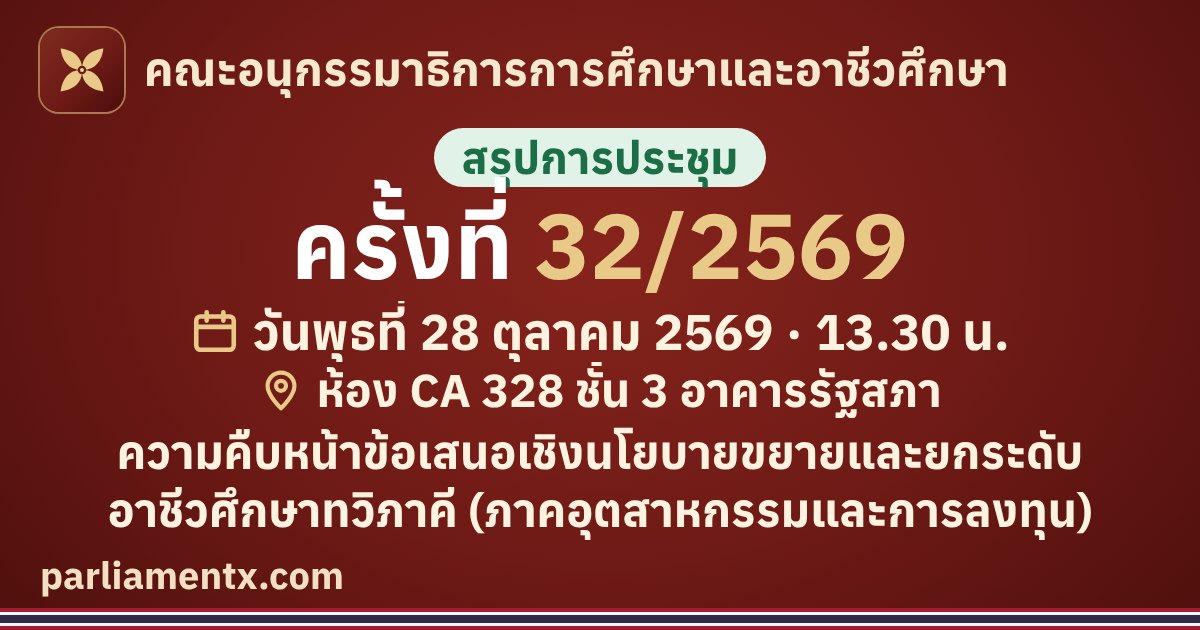 คณะอนุกรรมาธิการการศึกษาและอาชีวศึกษา
สรุปการประชุม
ครั้งที่ 32/2569
วันพุธที่ 28 ตุลาคม 2569 · 13.30 น.
ห้อง CA 328 ชั้น 3 อาคารรัฐสภา
ความคืบหน้าข้อเสนอเชิงนโยบายขยายและยกระดับ
อาชีวศึกษาทวิภาคี (ภาคอุตสาหกรรมและการลงทุน)
parliamentx.com